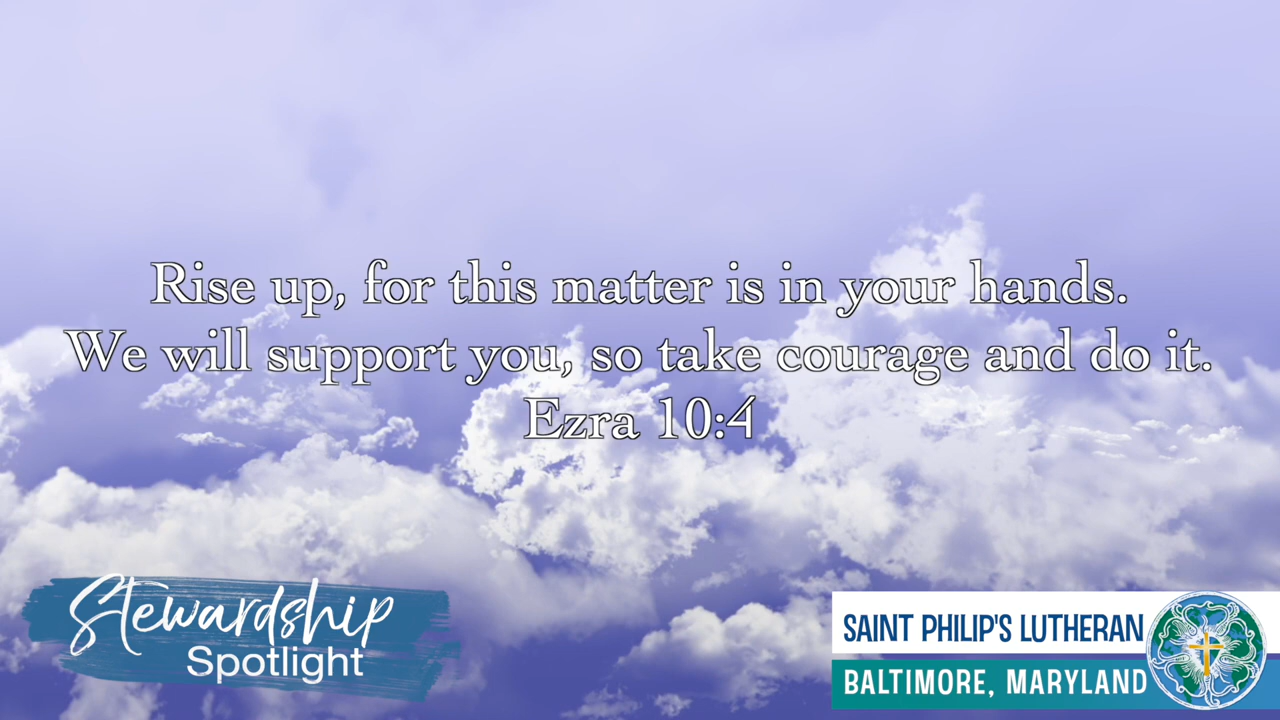 Rise up, for this matter is in your hands.
We will support you, so take courage and do it.
Ezra 10:4
Stewardship
Spotlight
SAINT PHILIP'S LUTHERAN
BALTIMORE, MARYLAND